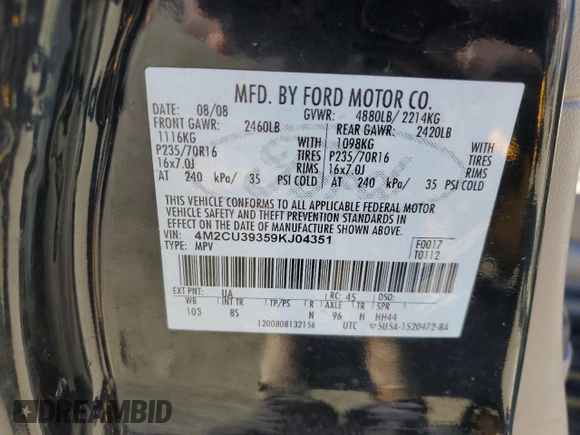 MFD. BY FORD MOTOR CO.
DATE: 08/08 GVWR: 4880LB/ 2214KG
FRONT GAWR: 2460LB REAR GAWR: 2420LB
1116KG WITH 1098KG WITH
P235/70R16 TIRES P235/70R16 TIRES
16x7.0J RIMS 16x7.0J RIMS
AT 240 kPa/ 35 PSI COLD AT 240 kPa/ 35 PSI COLD
THIS VEHICLE CONFORMS TO ALL APPLICABLE FEDERAL MOTOR
VEHICLE SAFETY AND THEFT PREVENTION STANDARDS IN
EFFECT ON THE DATE OF MANUFACTURE SHOWN ABOVE.
VIN: 4M2CU39359KJ04351 F0017
TYPE: MPV T0112
EXT PNT: UA RC: 45 DSO:
WB INT TR TP/PS R AXLE TR SPR
103 8S N 96 H HH44
1200808132156 UTC 5U5A-1520472-BA
DREAMBID